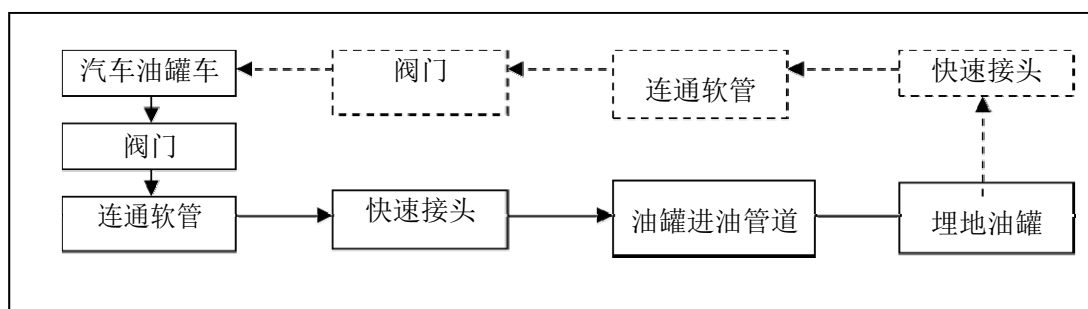 汽车油罐车
阀门
连通软管
快速接头
阀门
连通软管
快速接头
油罐进油管道
埋地油罐